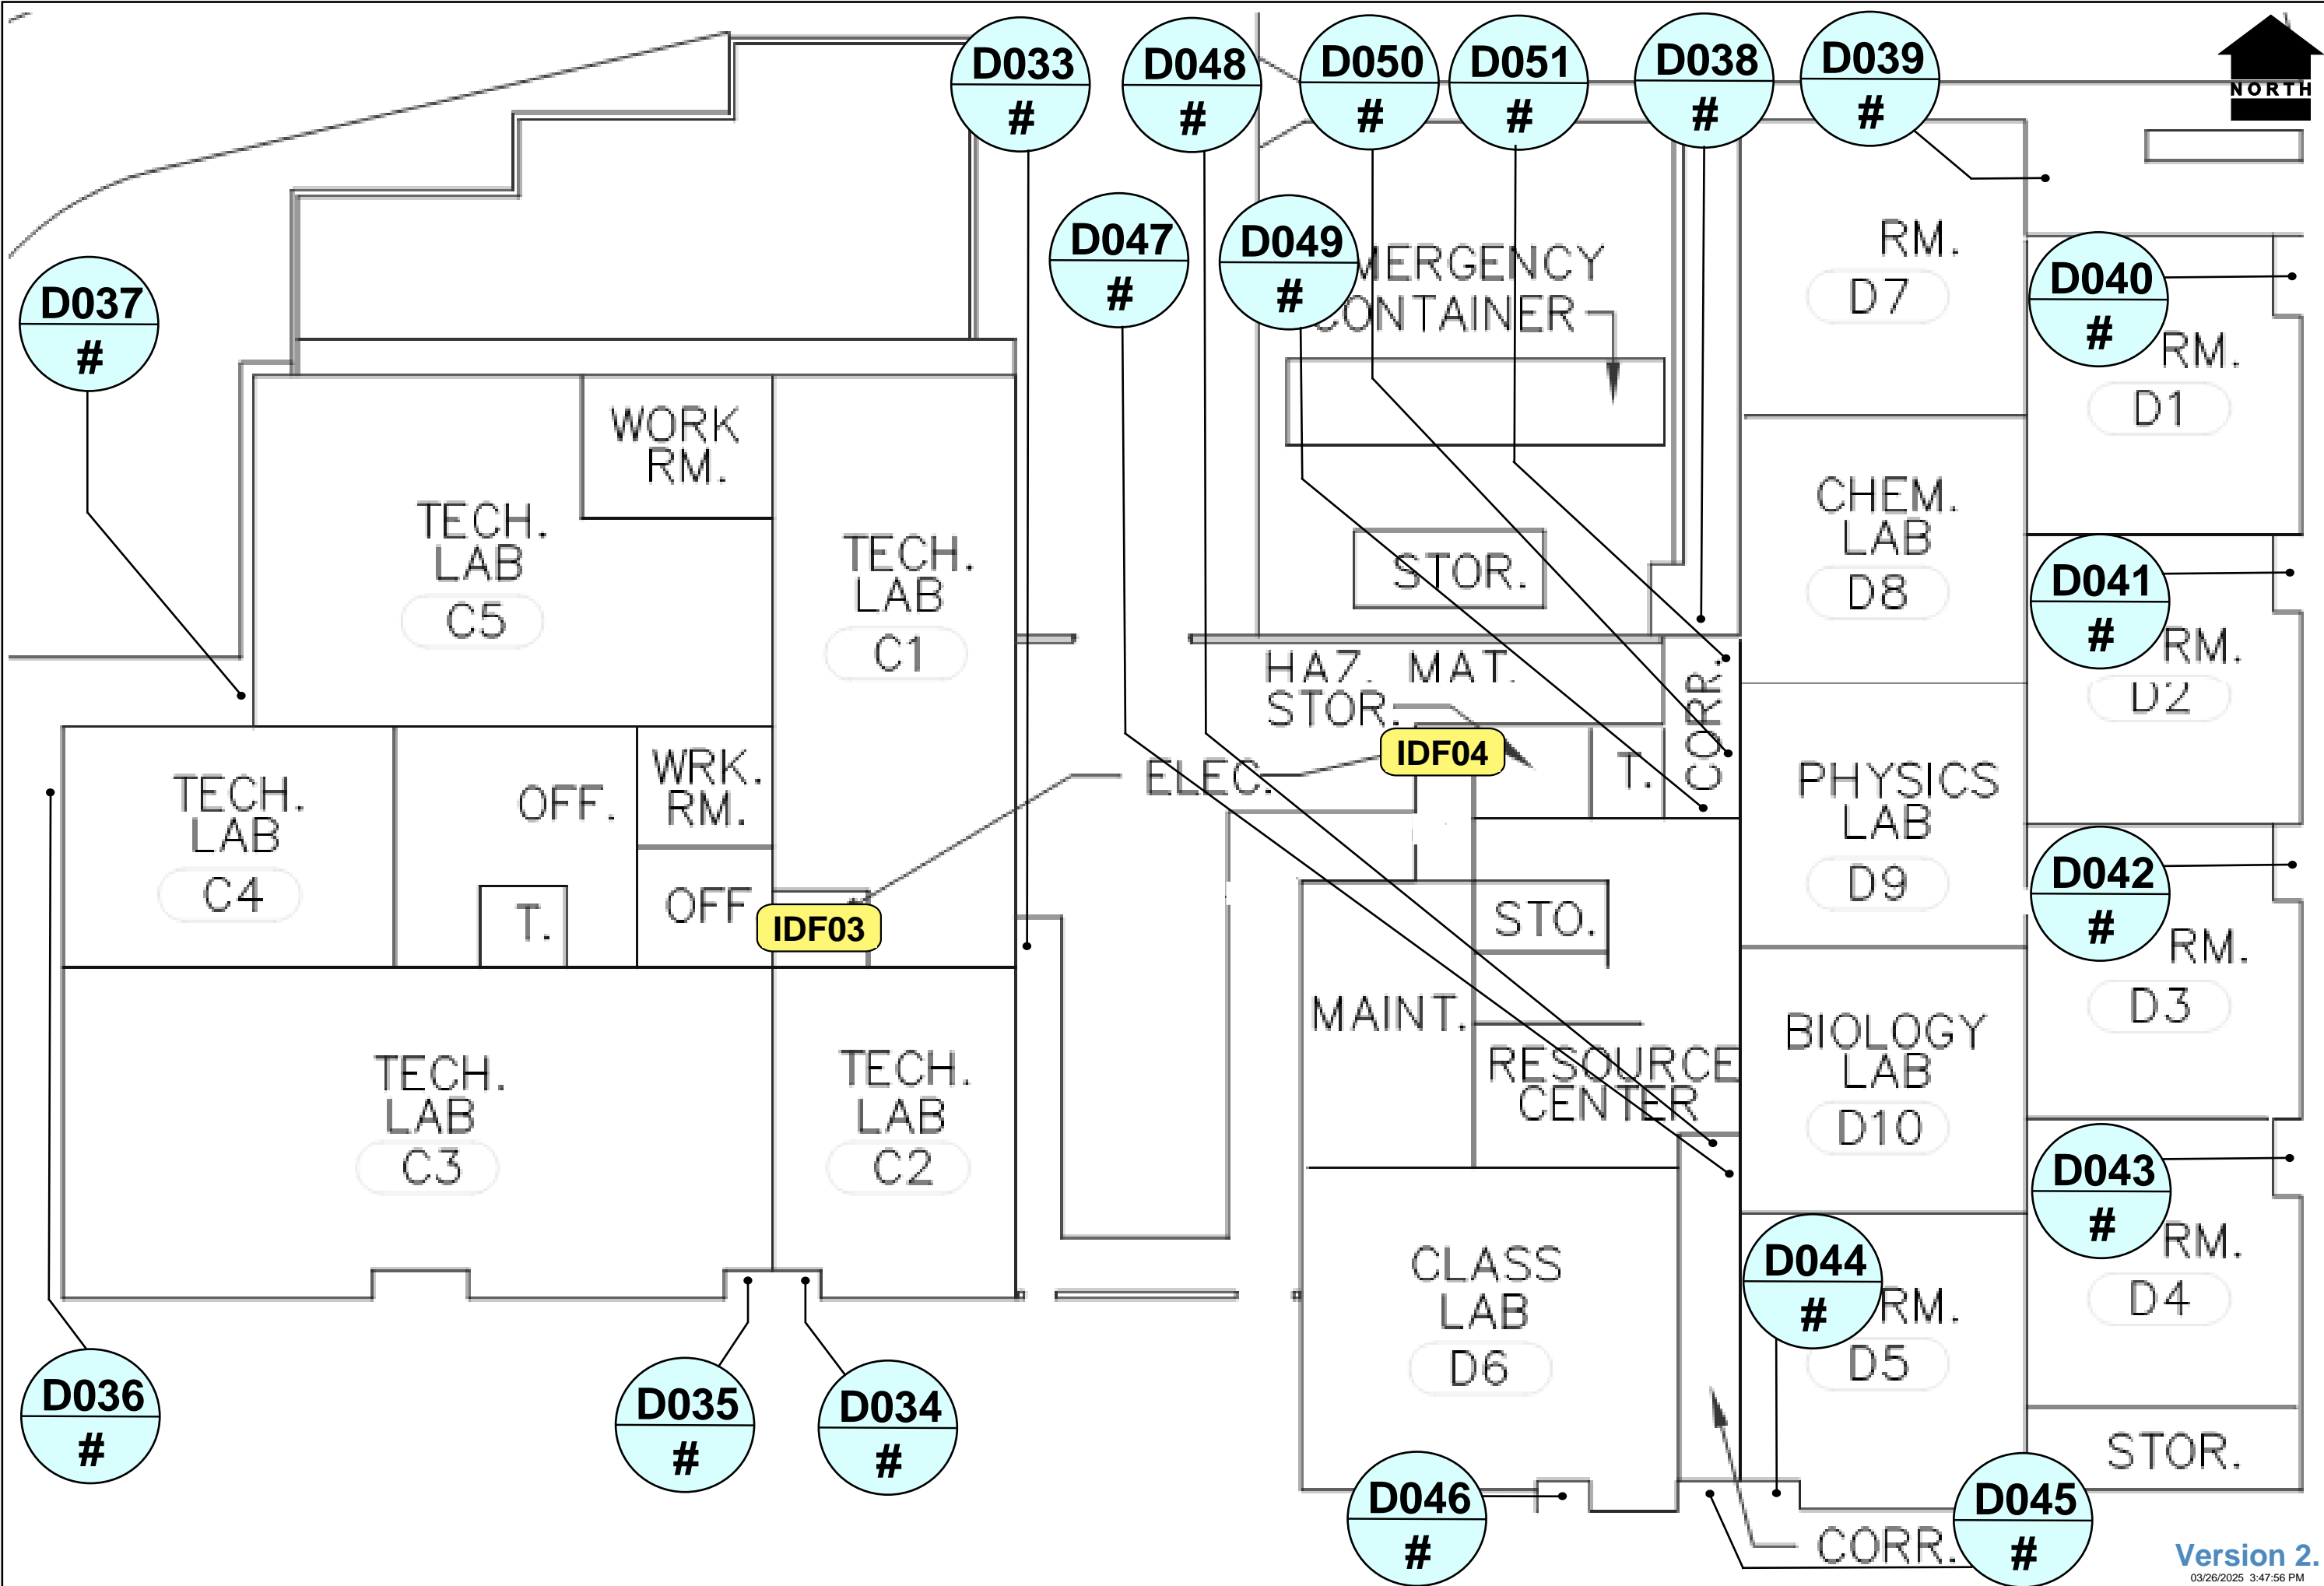 D033
#
D048
#
D050
#
D051
#
D038
#
D039
#
NORTH
D047
#
D049
#
MERGENCY
CONTAINER
RM.
D7
D040
#
RM.
D1
D037
#
WORK
RM.
TECH.
LAB
C5
TECH.
LAB
C1
STOR.
CHEM.
LAB
D8
D041
#
RM.
D2
HAZ. MAT.
STOR.
CORR.
T.
IDF04
ELEC.
PHYSICS
LAB
D9
D042
#
RM.
D3
TECH.
LAB
C4
OFF.
WRK.
RM.
T.
OFF
IDF03
STO.
MAINT.
RESOURCE
CENTER
BIOLOGY
LAB
D10
TECH.
LAB
C3
TECH.
LAB
C2
D043
#
RM.
D4
CLASS
LAB
D6
D044
#
RM.
D5
D036
#
D035
#
D034
#
D046
#
STOR.
D045
#
CORR.
Version 2.
03/26/2025 3:47:56 PM